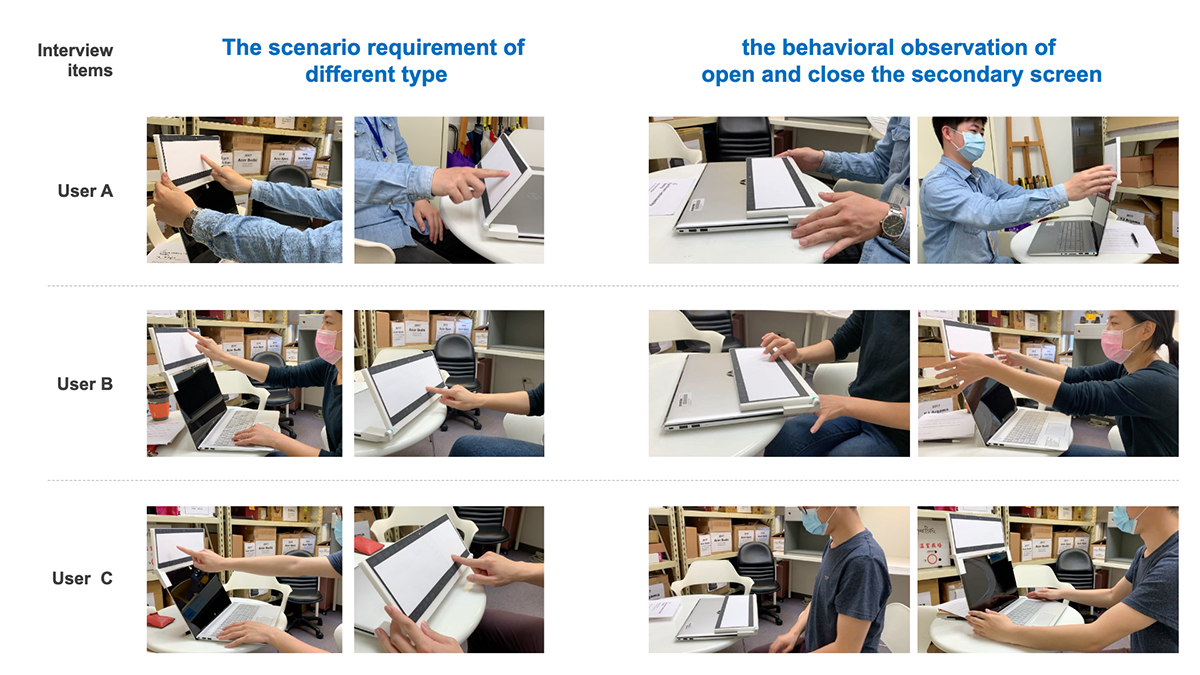 Interview
items
The scenario requirement of
different type
the behavioral observation of
open and close the secondary screen
User A
User B
User C